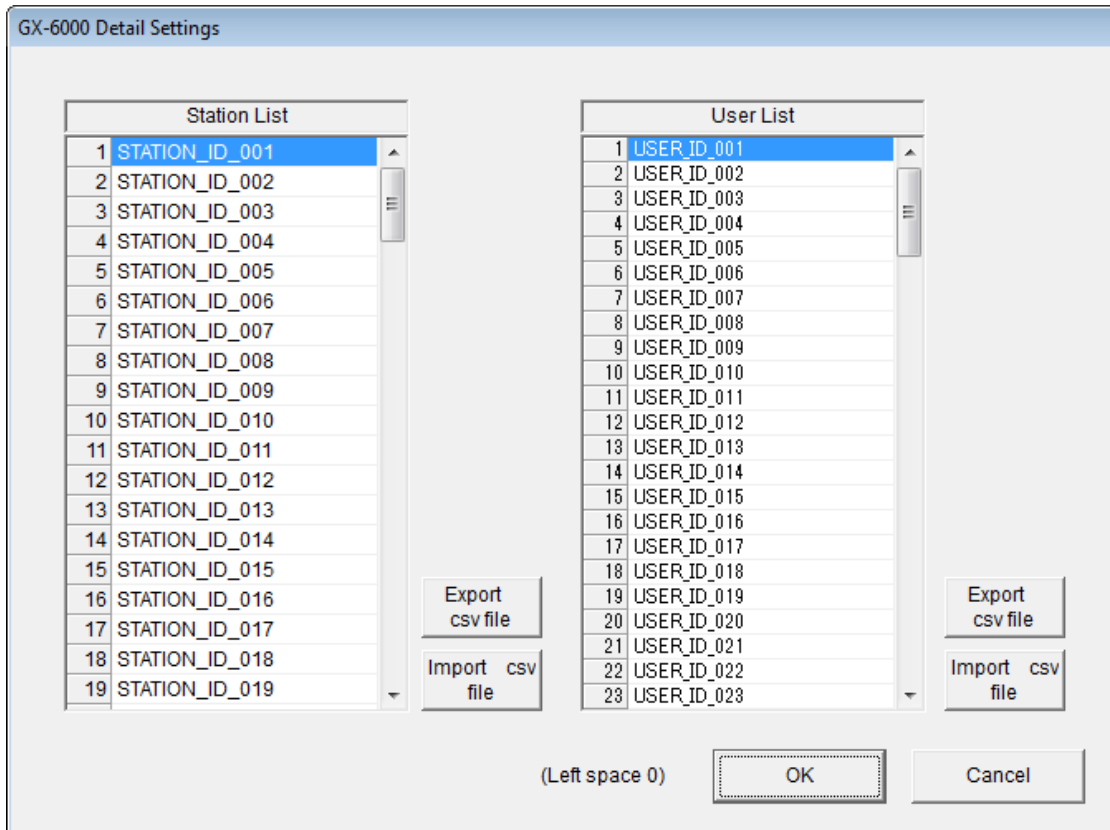 GX-6000 Detail Settings
Station List
1 STATION_ID_001
2 STATION_ID_002
3 STATION_ID_003
4 STATION_ID_004
5 STATION_ID_005
6 STATION_ID_006
7 STATION_ID_007
8 STATION_ID_008
9 STATION_ID_009
10 STATION_ID_010
11 STATION_ID_011
12 STATION_ID_012
13 STATION_ID_013
14 STATION_ID_014
15 STATION_ID_015
16 STATION_ID_016
17 STATION_ID_017
18 STATION_ID_018
19 STATION_ID_019
Export
csv file
Import csv
file
User List
1 USER_ID_001
2 USER_ID_002
3 USER_ID_003
4 USER_ID_004
5 USER_ID_005
6 USER_ID_006
7 USER_ID_007
8 USER_ID_008
9 USER_ID_009
10 USER_ID_010
11 USER_ID_011
12 USER_ID_012
13 USER_ID_013
14 USER_ID_014
15 USER_ID_015
16 USER_ID_016
17 USER_ID_017
18 USER_ID_018
19 USER_ID_019
20 USER_ID_020
21 USER_ID_021
22 USER_ID_022
23 USER_ID_023
Export
csv file
Import csv
file
(Left space 0)
OK
Cancel